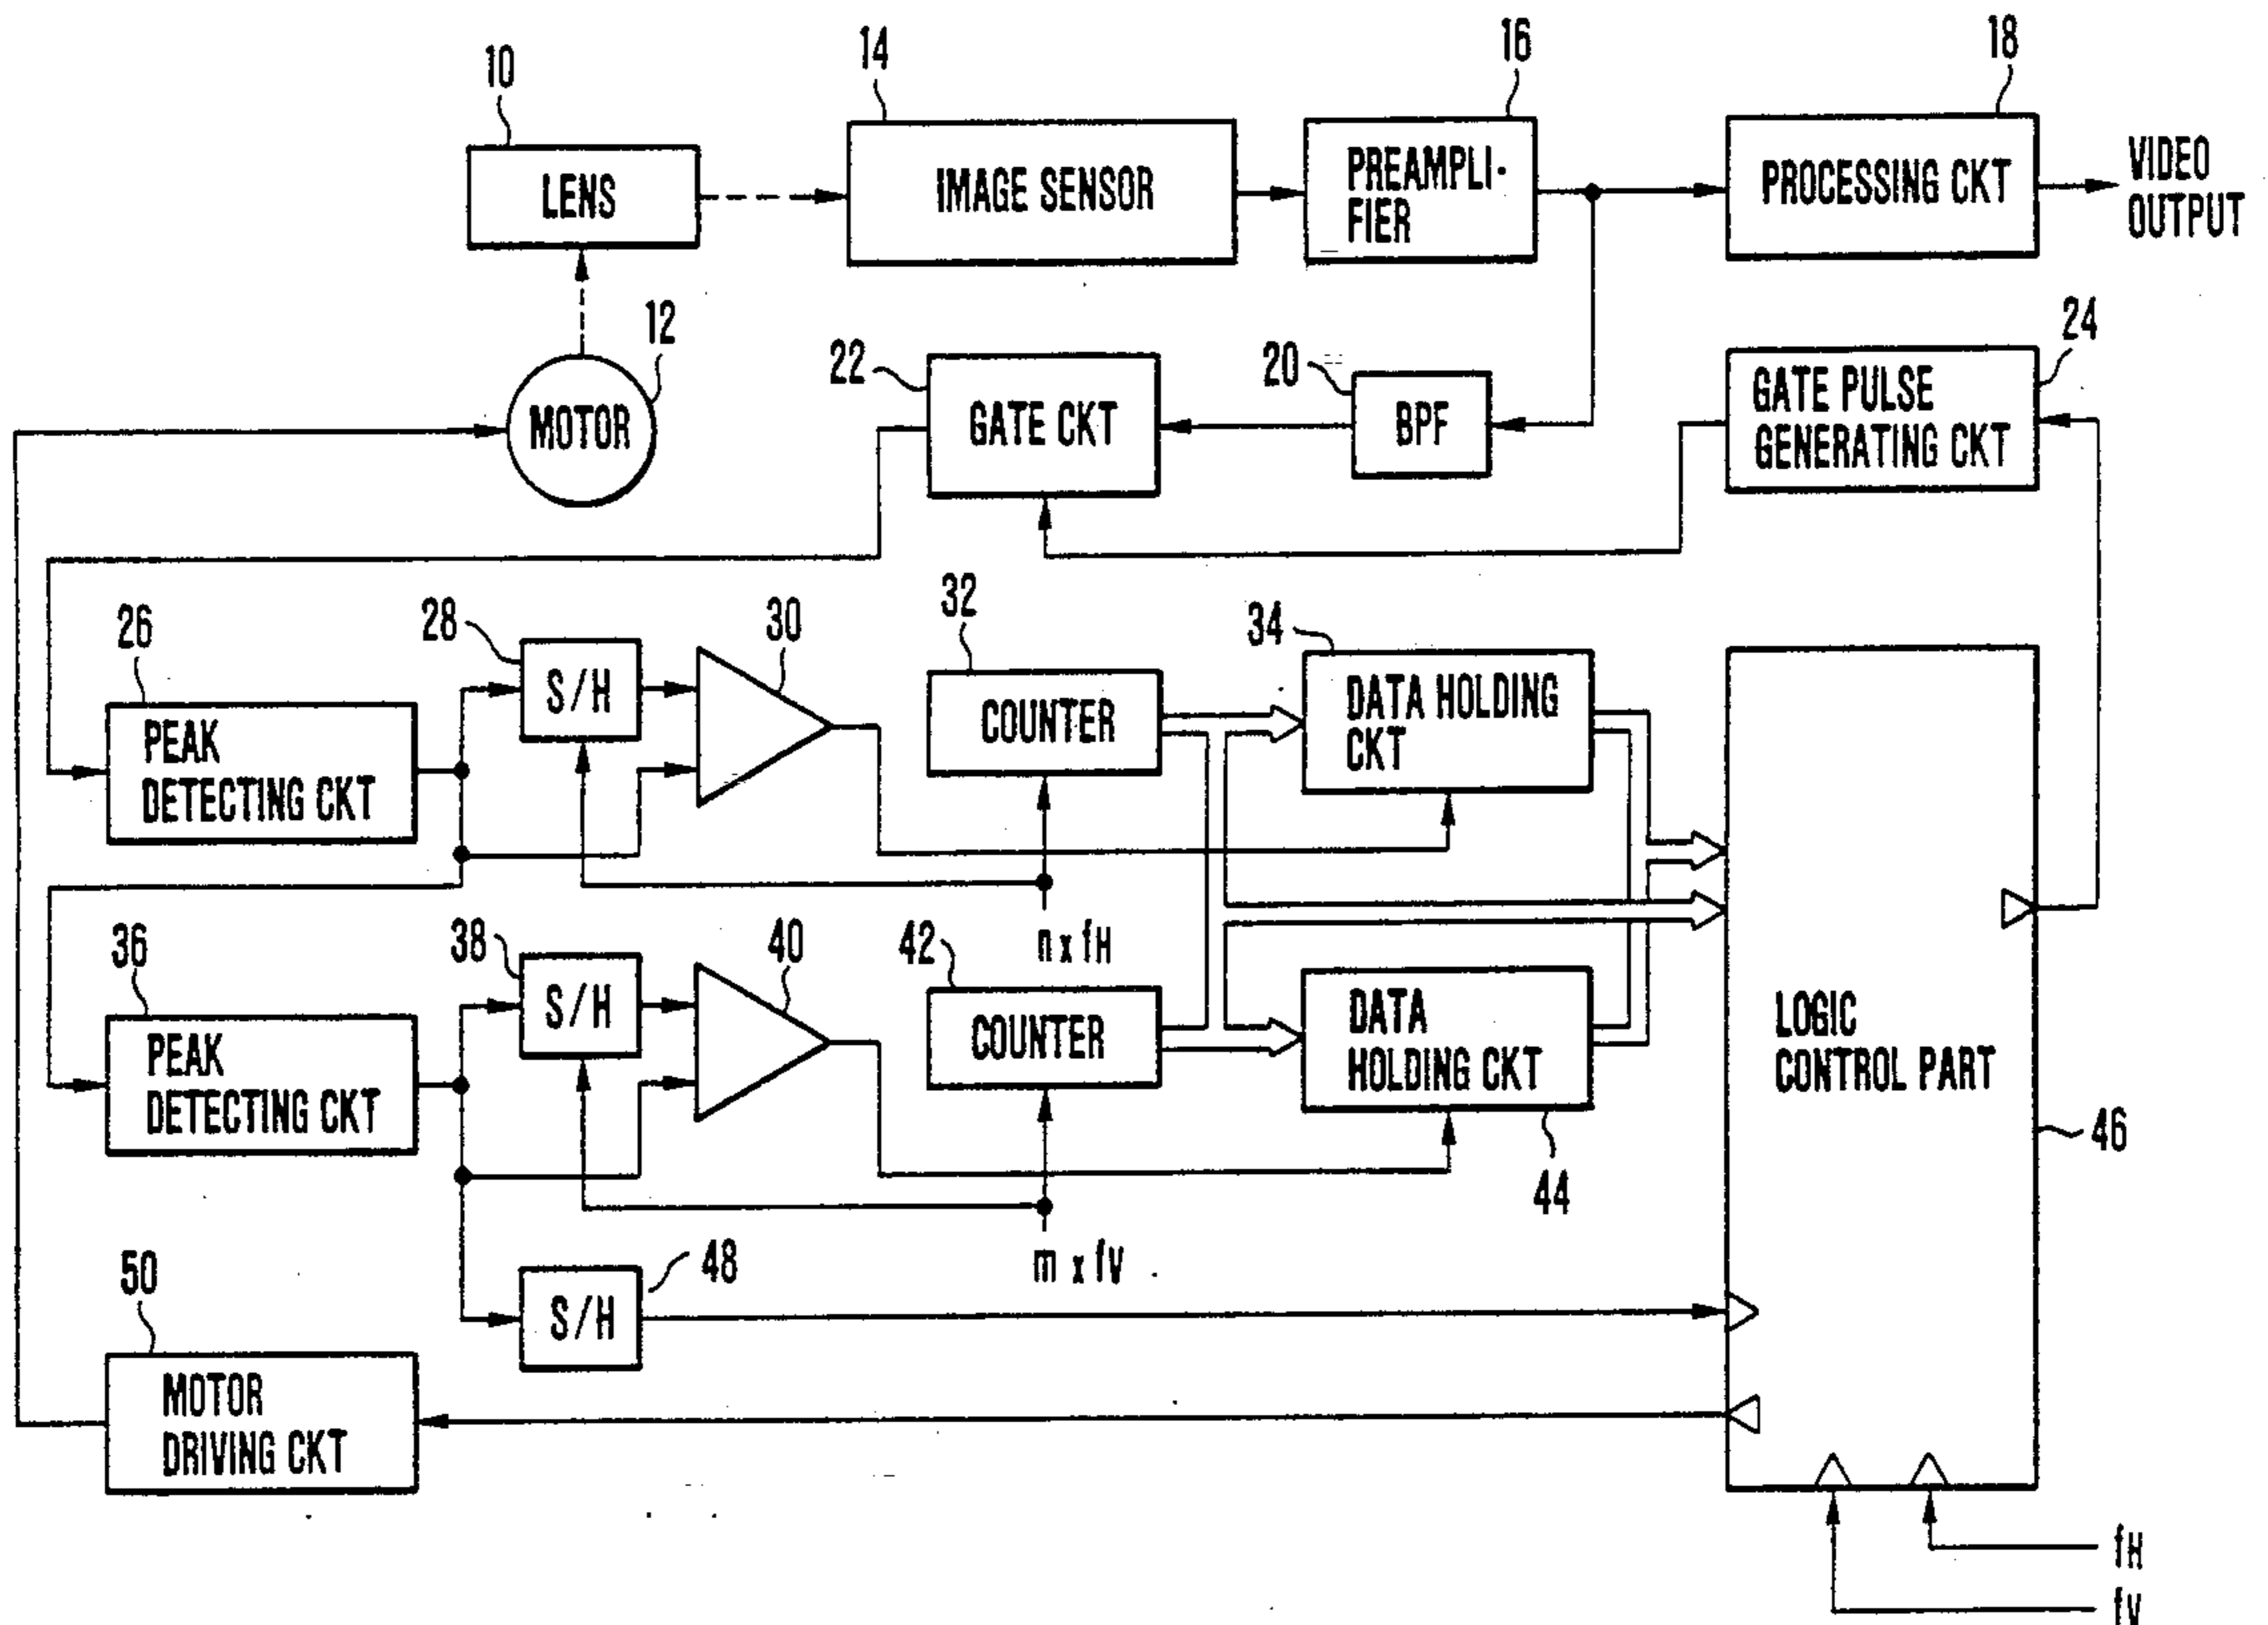 10
14
16
18
LENS
IMAGE SENSOR
PREAMPLI-
FIER
PROCESSING CKT
VIDEO
OUTPUT
12
MOTOR
22
GATE CKT
20
BPF
24
GATE PULSE
GENERATING CKT
26
PEAK
DETECTING CKT
28
S/H
30
32
COUNTER
34
DATA HOLDING
CKT
n x fH
36
PEAK
DETECTING CKT
38
S/H
40
42
COUNTER
DATA
HOLDING CKT
44
LOGIC
CONTROL PART
46
m x fV
48
S/H
50
MOTOR
DRIVING CKT
fH
fV